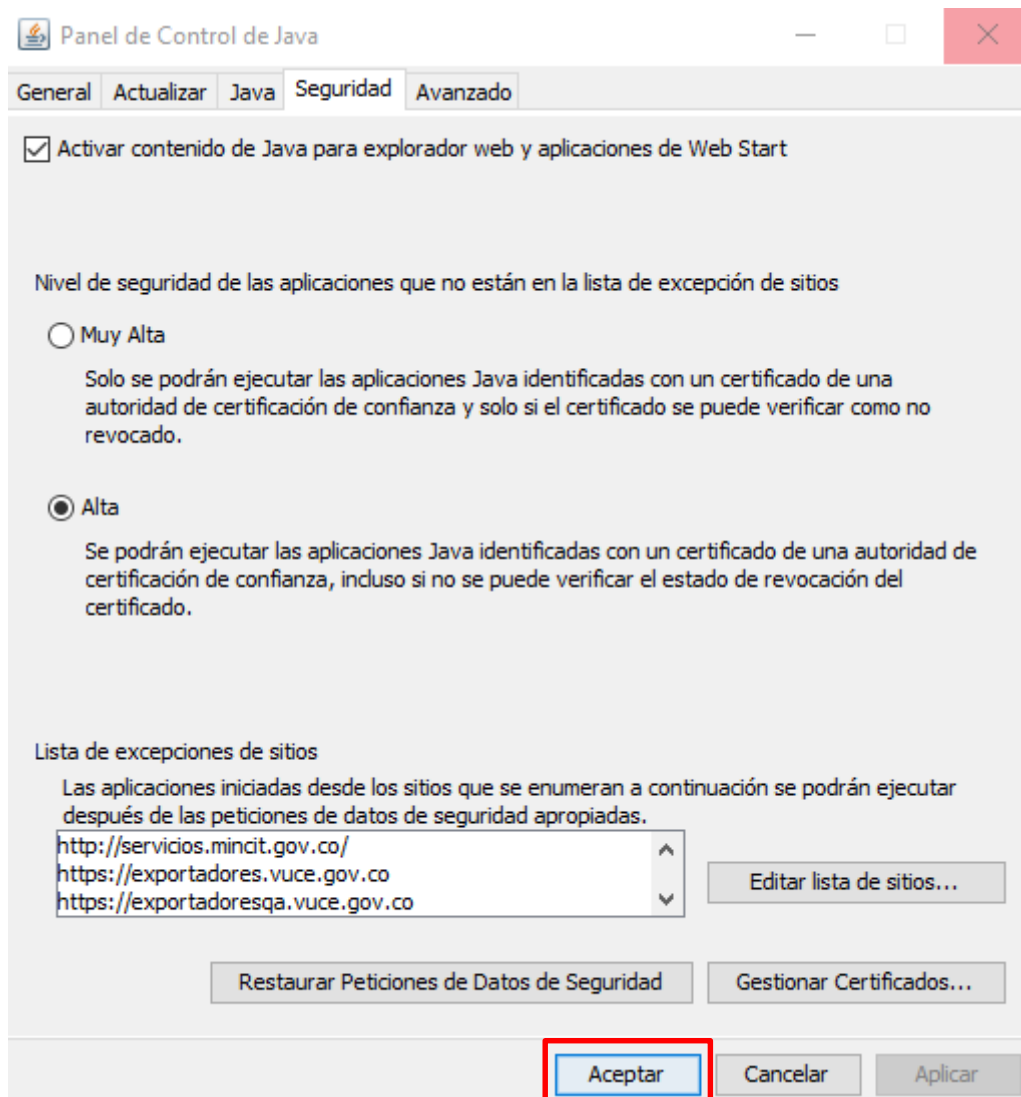 Panel de Control de Java
General Actualizar Java Seguridad Avanzado
Activar contenido de Java para explorador web y aplicaciones de Web Start
Nivel de seguridad de las aplicaciones que no están en la lista de excepción de sitios
Muy Alta
Solo se podrán ejecutar las aplicaciones Java identificadas con un certificado de una
autoridad de certificación de confianza y solo si el certificado se puede verificar como no
revocado.
Alta
Se podrán ejecutar las aplicaciones Java identificadas con un certificado de una autoridad de
certificación de confianza, incluso si no se puede verificar el estado de revocación del
certificado.
Lista de excepciones de sitios
Las aplicaciones iniciadas desde los sitios que se enumeran a continuación se podrán ejecutar
después de las peticiones de datos de seguridad apropiadas.
http://servicios.mincit.gov.co/
https://exportadores.vuce.gov.co
https://exportadoresqa.vuce.gov.co
Editar lista de sitios...
Restaurar Peticiones de Datos de Seguridad Gestionar Certificados...
Aceptar Cancelar Aplicar